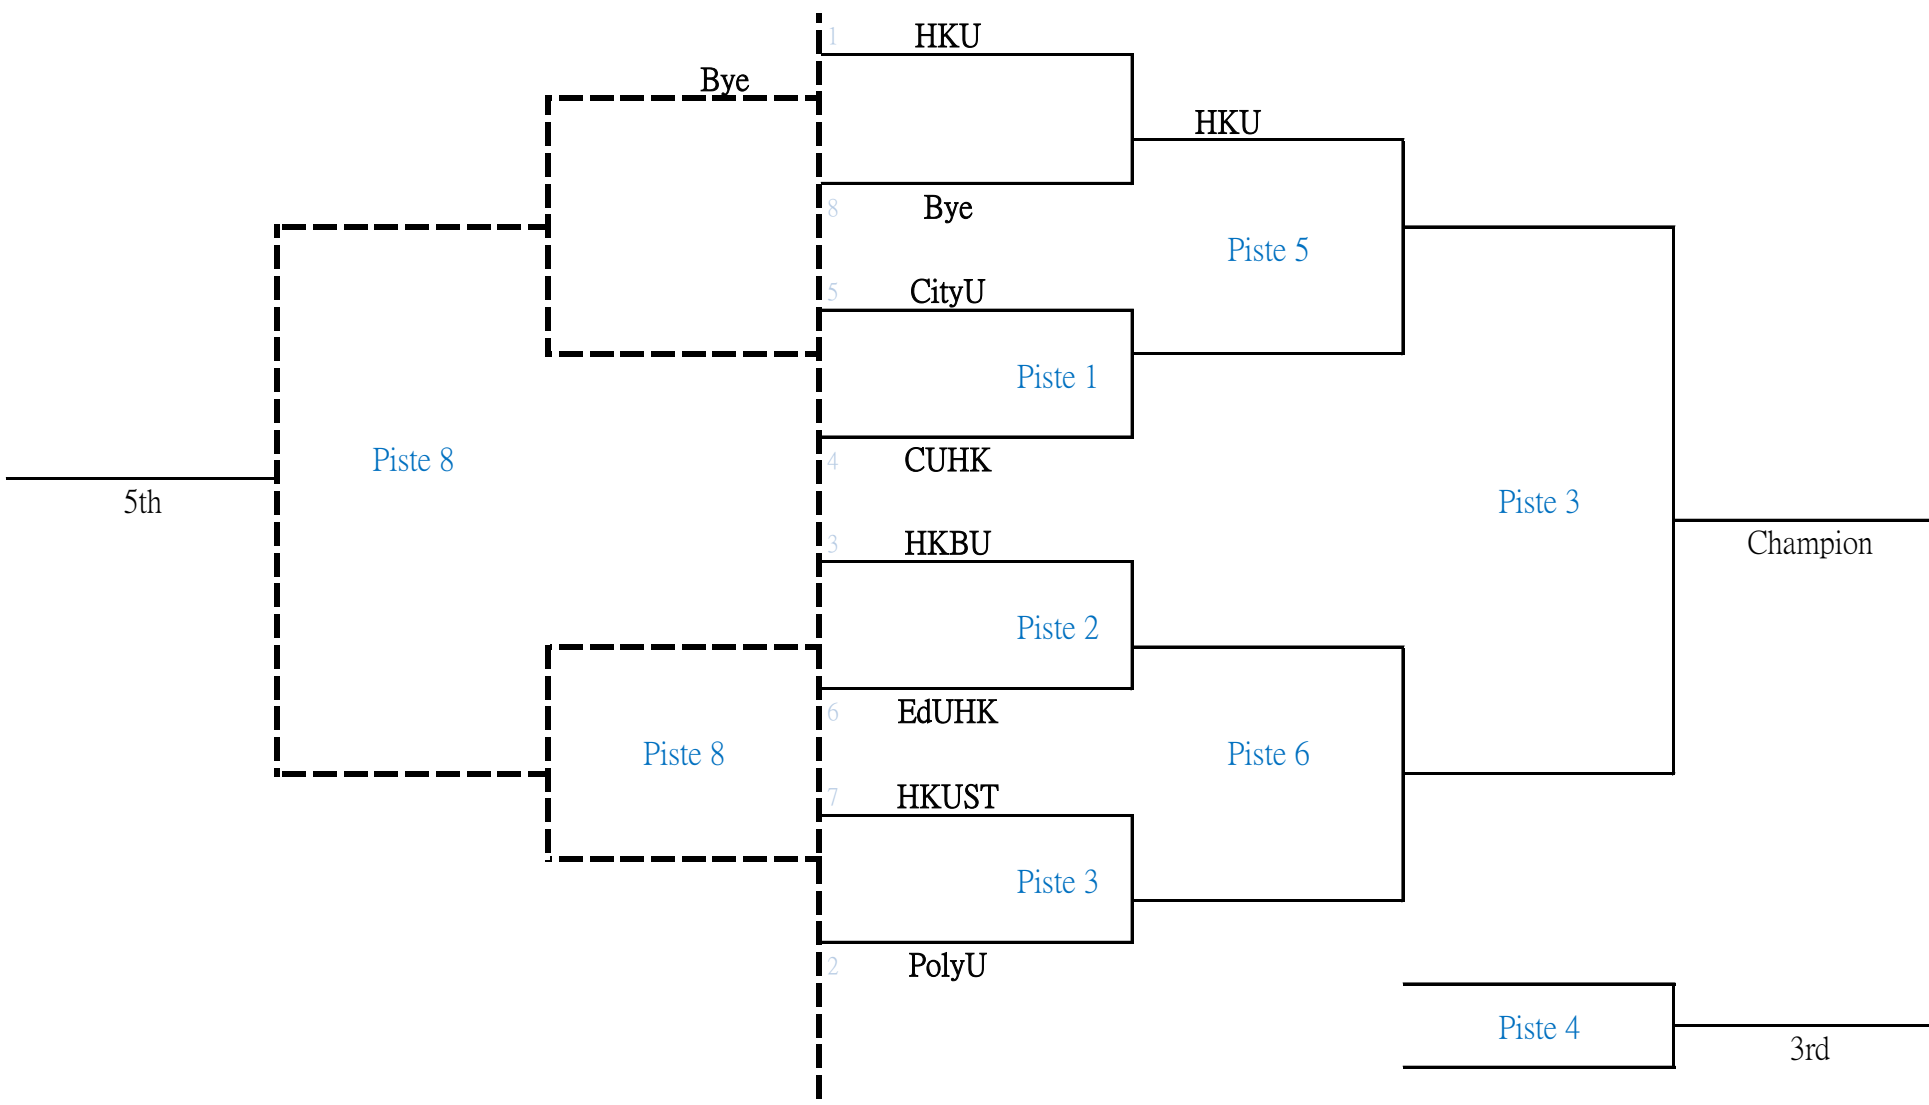 1 HKU
Bye
HKU
8 Bye
Piste 5
5 CityU
Piste 1
4 CUHK
Piste 8
5th
Piste 3
3 HKBU
Champion
Piste 2
6 EdUHK
Piste 8
Piste 6
7 HKUST
Piste 3
2 PolyU
Piste 4
3rd